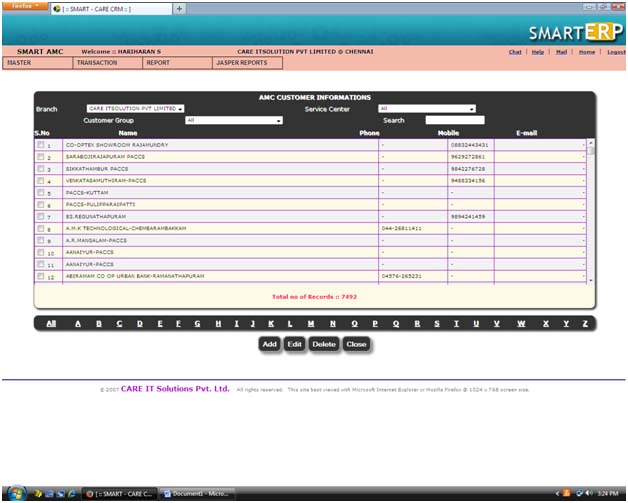 Firefox
[ :: SMART - CARE CRM :: ] +
SMARTERP
SMART AMC Welcome :: HARIHARAN S CARE ITSOLUTION PVT LIMITED @ CHENNAI Chat | Help | Mail | Home | Logout
MASTER TRANSACTION REPORT JASPER REPORTS
AMC CUSTOMER INFORMATIONS
Branch CARE ITSOLUTION PVT LIMITED Service Center All
Customer Group All Search
S.No Name Phone Mobile E-mail
1 CO-OPTEX SHOWROOM RAJAMUNDRY - 08832443431 -
2 SARABOJIRAJAPURAM PACCS - 9629272861 -
3 SIKKATHAMBUR PACCS - 9842276728 -
4 VENKATASAMUTHIRAM-PACCS - 9488334156 -
5 PACCS-KUTTAM - - -
6 PACCS-PULIPPARAIPATTI - - -
7 83.REGUNATHAPURAM - 9894241459 -
8 A.M.K TECHNOLOGICAL-CHEMBARAMBAKKAM 044-26811411 - -
9 A.R.MANGALAM-PACCS - - -
10 AANAIYUR-PACCS - - -
11 AANAIYUR-PACCS - - -
12 ABIRAMAM CO OP URBAN BANK-RAMANATHAPURAM 04576-265231 - -
Total no of Records :: 7492
All A B C D E F G H I J K L M N O P Q R S T U V W X Y Z
Add Edit Delete Close
© 2007 CARE IT Solutions Pvt. Ltd. All rights reserved. This site best viewed with Microsoft Internet Explorer or Mozilla Firefox @ 1024 x 768 screen size.
[ :: SMART - CARE C... Document1 - Micro... 3:24 PM